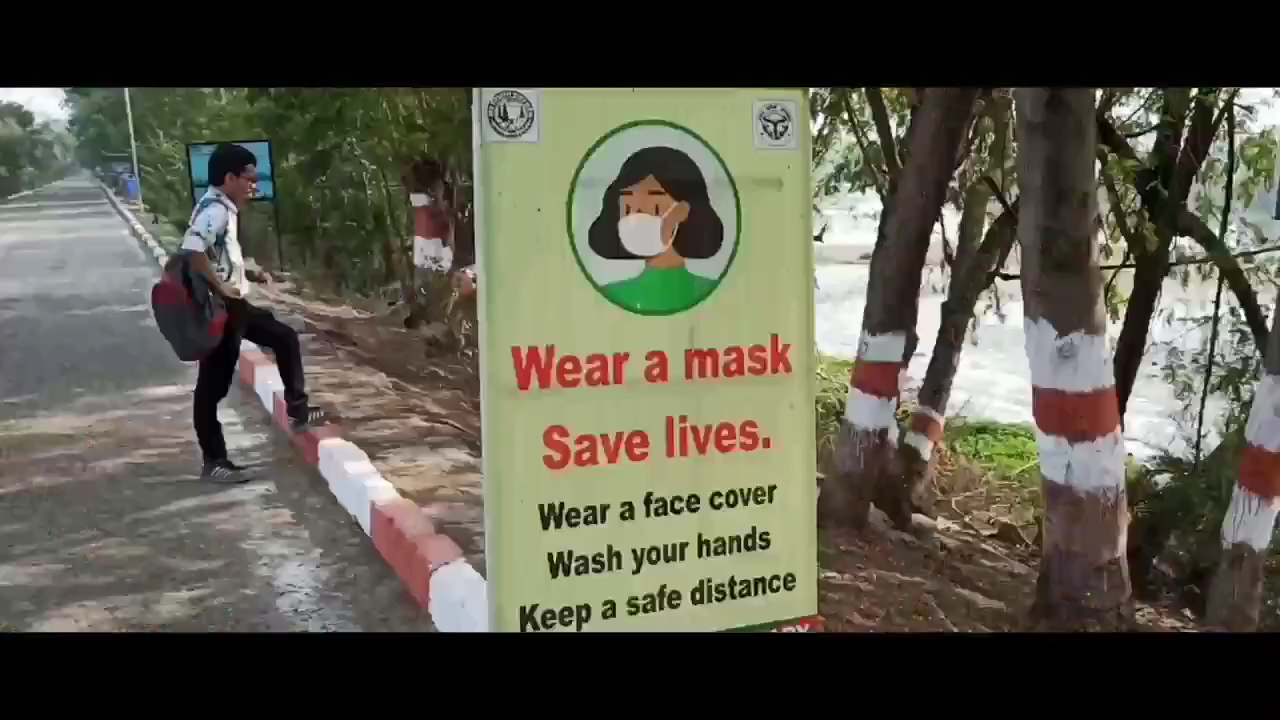 Wear a mask
Save lives.
Wear a face cover
Wash your hands
Keep a safe distance